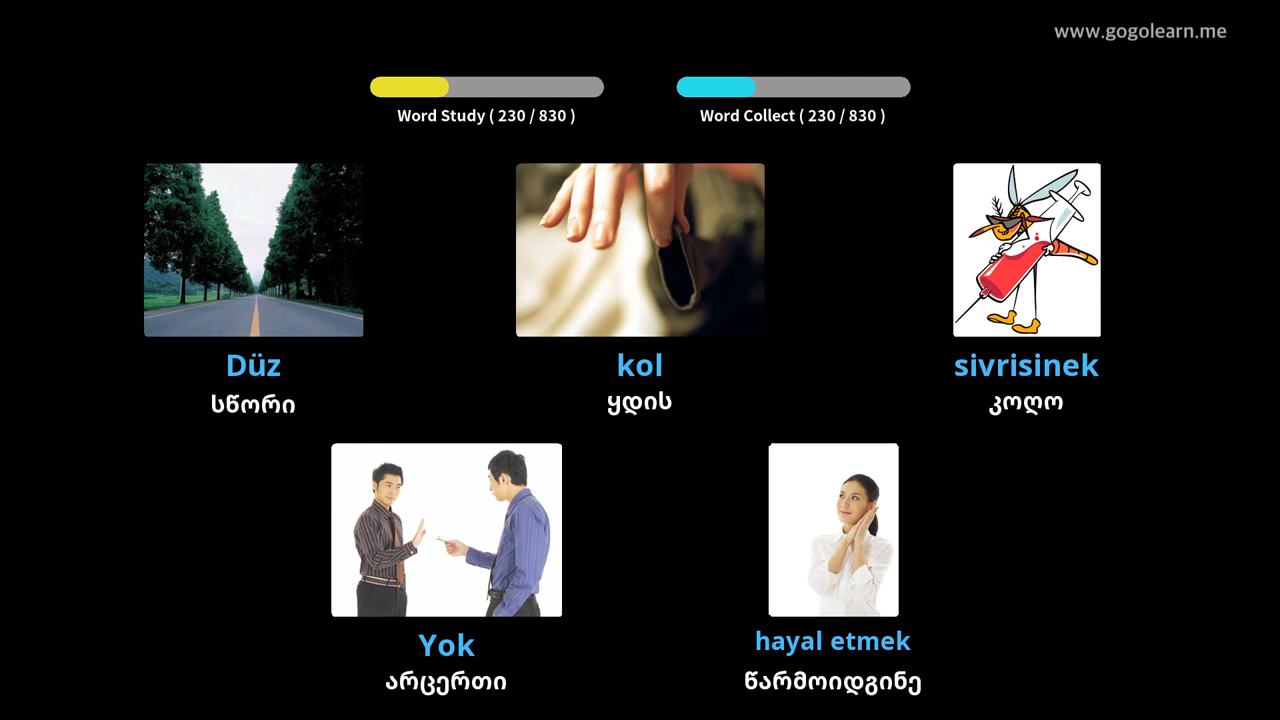 www.gogolearn.me
Word Study ( 230 / 830 )
Word Collect ( 230 / 830 )
Düz
სწორი
kol
ყდის
sivrisinek
კოღო
Yok
არცერთი
hayal etmek
წარმოიდგინე